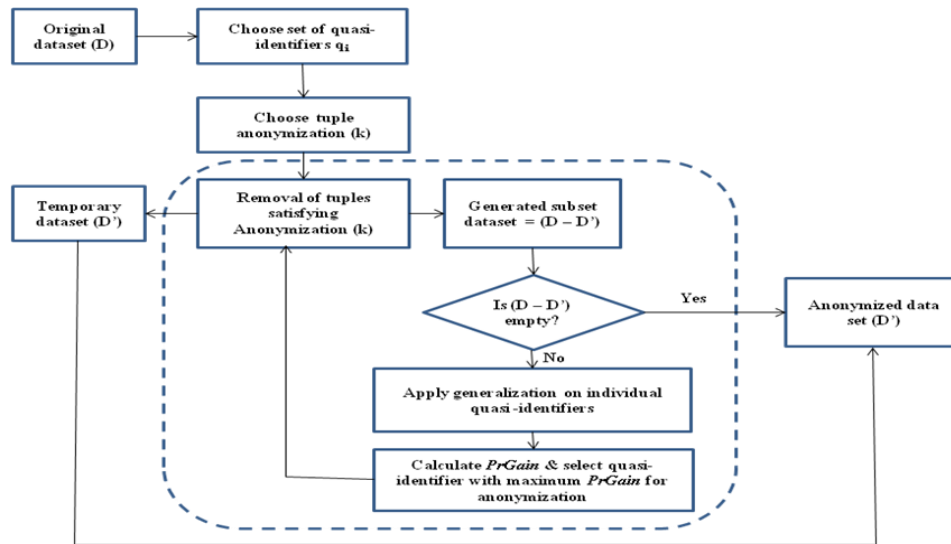 Original
dataset (D)
Choose set of quasi-
identifiers qi
Choose tuple
anonymization (k)
Temporary
dataset (D’)
Removal of tuples
satisfying
Anonymization (k)
Generated subset
dataset = (D – D’)
Is (D – D’)
empty?
Yes
Anonymized data
set (D’)
No
Apply generalization on individual
quasi-identifiers
Calculate PrGain & select quasi-
identifier with maximum PrGain for
anonymization